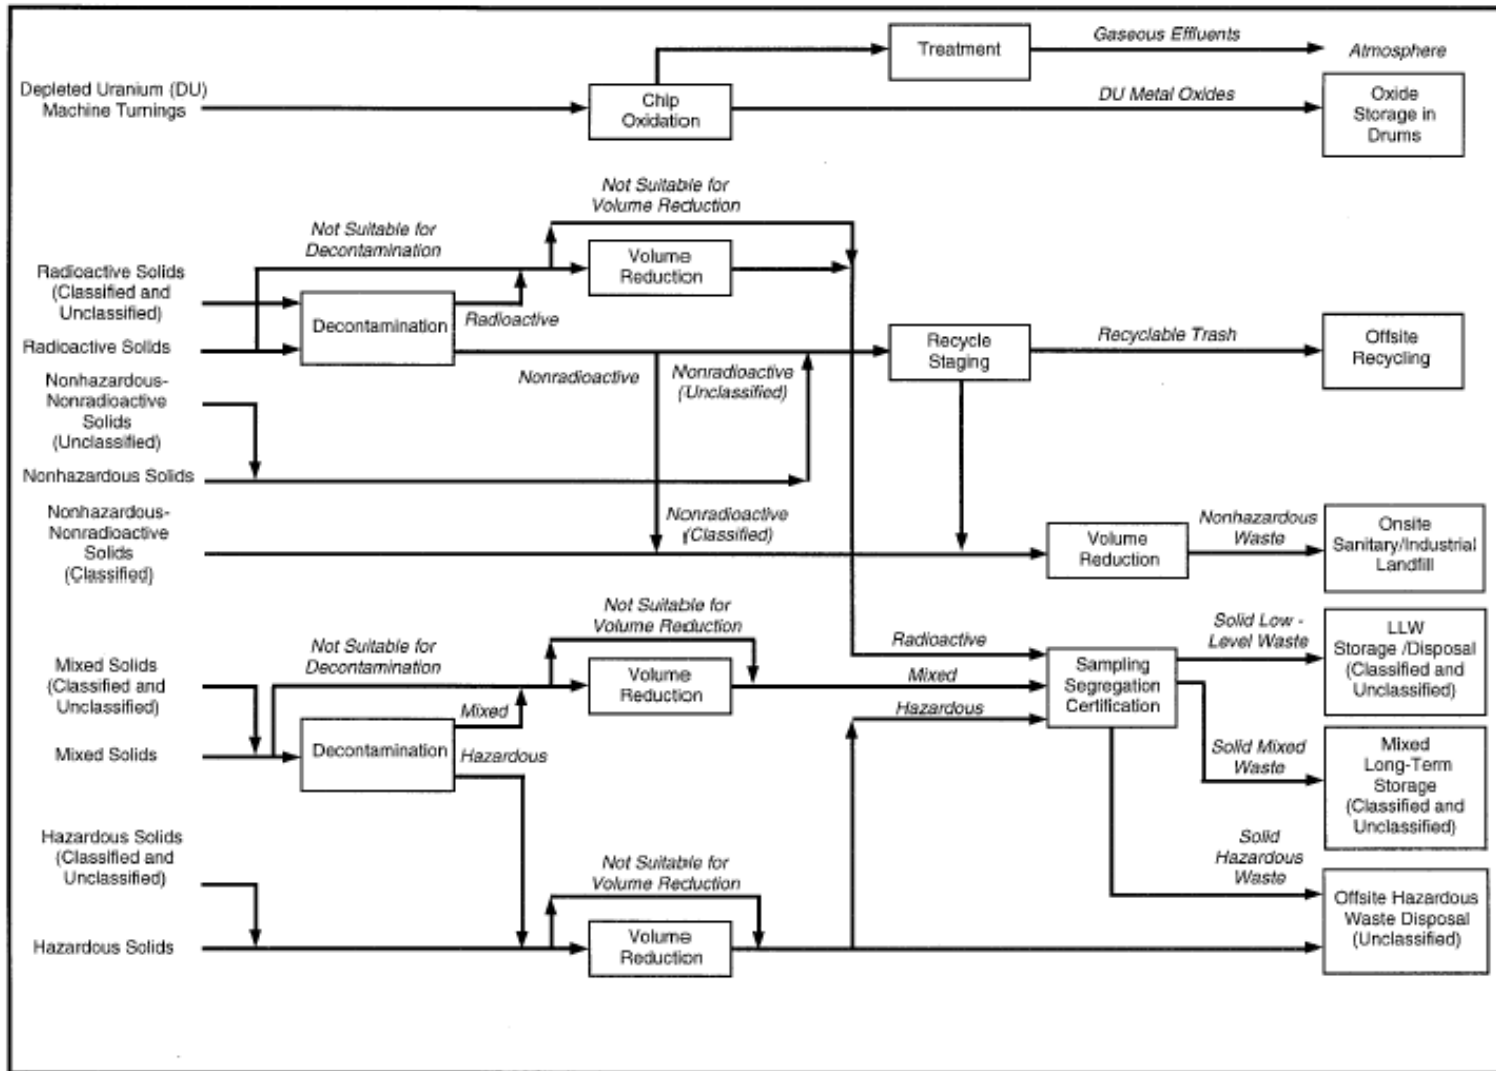 Treatment
Gaseous Effluents
Atmosphere
Depleted Uranium (DU)
Machine Turnings
Chip
Oxidation
DU Metal Oxides
Oxide
Storage in
Drums
Not Suitable for
Volume Reduction
Not Suitable for
Decontamination
Volume
Reduction
Radioactive Solids
(Classified and
Unclassified)
Decontamination
Radioactive
Radioactive Solids
Nonradioactive
Nonradioactive
(Unclassified)
Recycle
Staging
Recyclable Trash
Offsite
Recycling
Nonhazardous-
Nonradioactive
Solids
(Unclassified)
Nonhazardous Solids
Nonhazardous-
Nonradioactive
Solids
(Classified)
Nonradioactive
(Classified)
Volume
Reduction
Nonhazardous
Waste
Onsite
Sanitary/Industrial
Landfill
Not Suitable for
Volume Reduction
Not Suitable for
Decontamination
Mixed Solids
(Classified and
Unclassified)
Volume
Reduction
Mixed
Mixed Solids
Decontamination
Hazardous
Radioactive
Mixed
Hazardous
Sampling
Segregation
Certification
Solid Low -
Level Waste
LLW
Storage /Disposal
(Classified and
Unclassified)
Solid Mixed
Waste
Mixed
Long-Term
Storage
(Classified and
Unclassified)
Hazardous Solids
(Classified and
Unclassified)
Not Suitable for
Volume Reduction
Solid
Hazardous
Waste
Hazardous Solids
Volume
Reduction
Offsite Hazardous
Waste Disposal
(Unclassified)